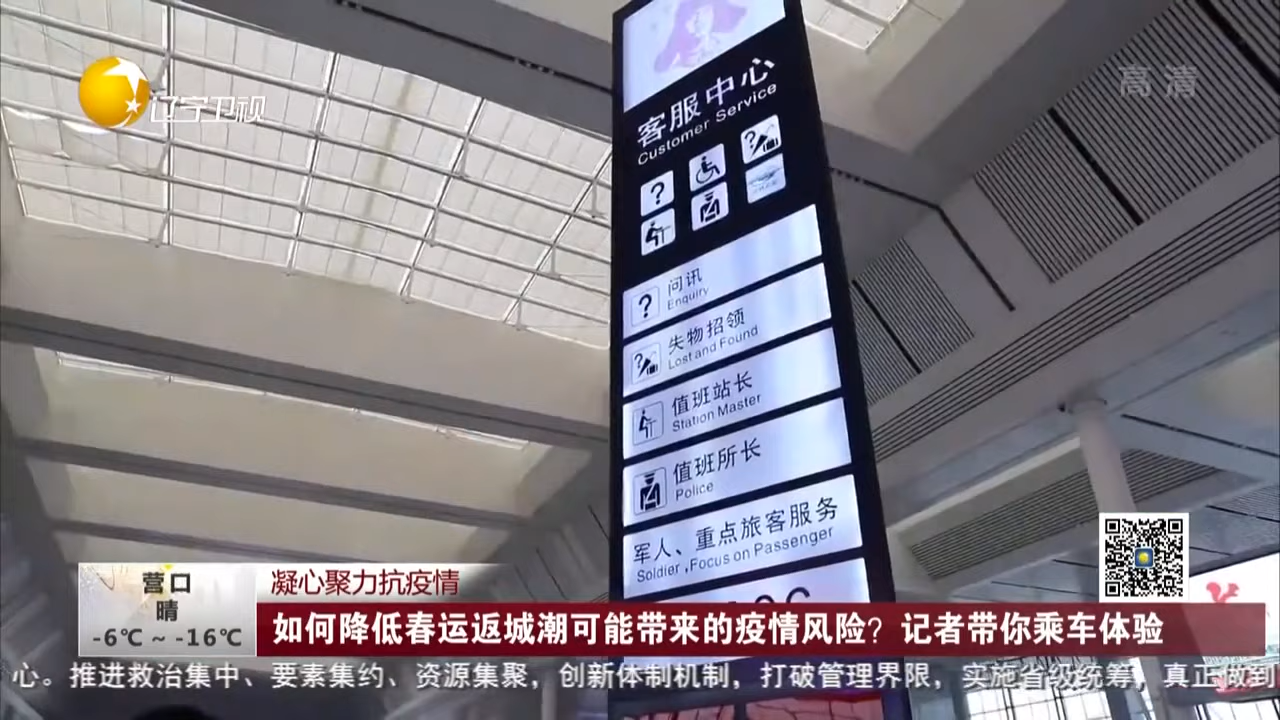 辽宁卫视
高清
客服中心
Customer Service
问讯
Enquiry
失物招领
Lost and Found
值班站长
Station Master
值班所长
Police
军人、重点旅客服务
Soldier ,Focus on Passenger
营口
晴
-6℃ ~ -16℃
凝心聚力抗疫情
如何降低春运返城潮可能带来的疫情风险？记者带你乘车体验
心。推进救治集中、要素集约、资源集聚，创新体制机制，打破管理界限，实施省级统筹，真正做到